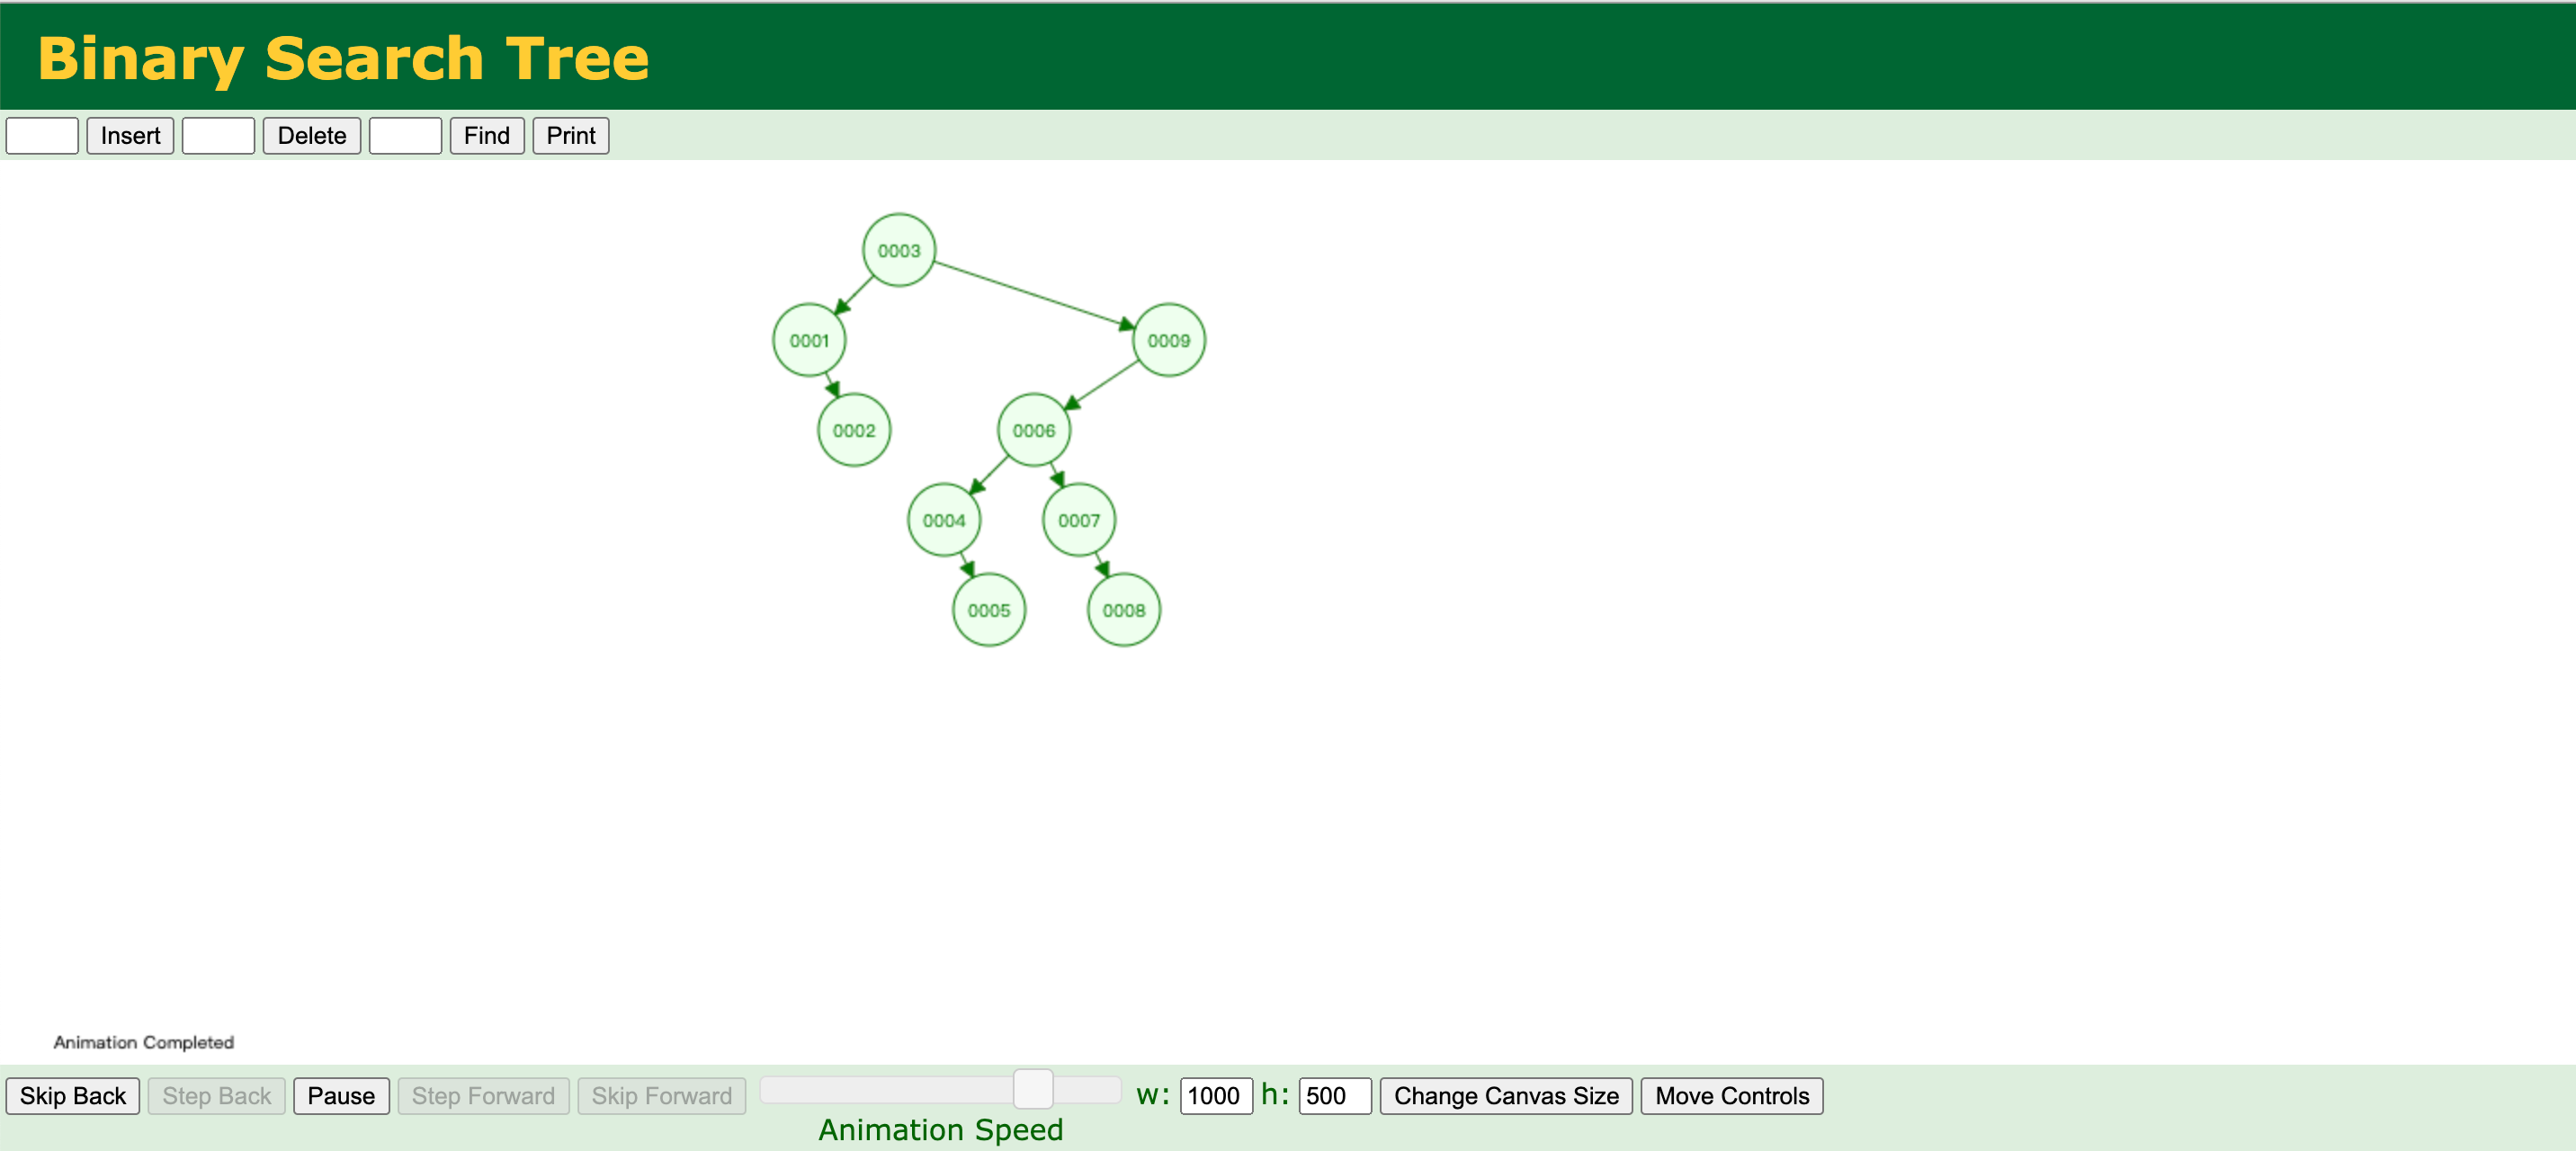 Binary Search Tree
Insert Delete Find Print
0003
0001 0009
0002 0006
0004 0007
0005 0008
Animation Completed
Skip Back Step Back Pause Step Forward Skip Forward w: 1000 h: 500 Change Canvas Size Move Controls
Animation Speed